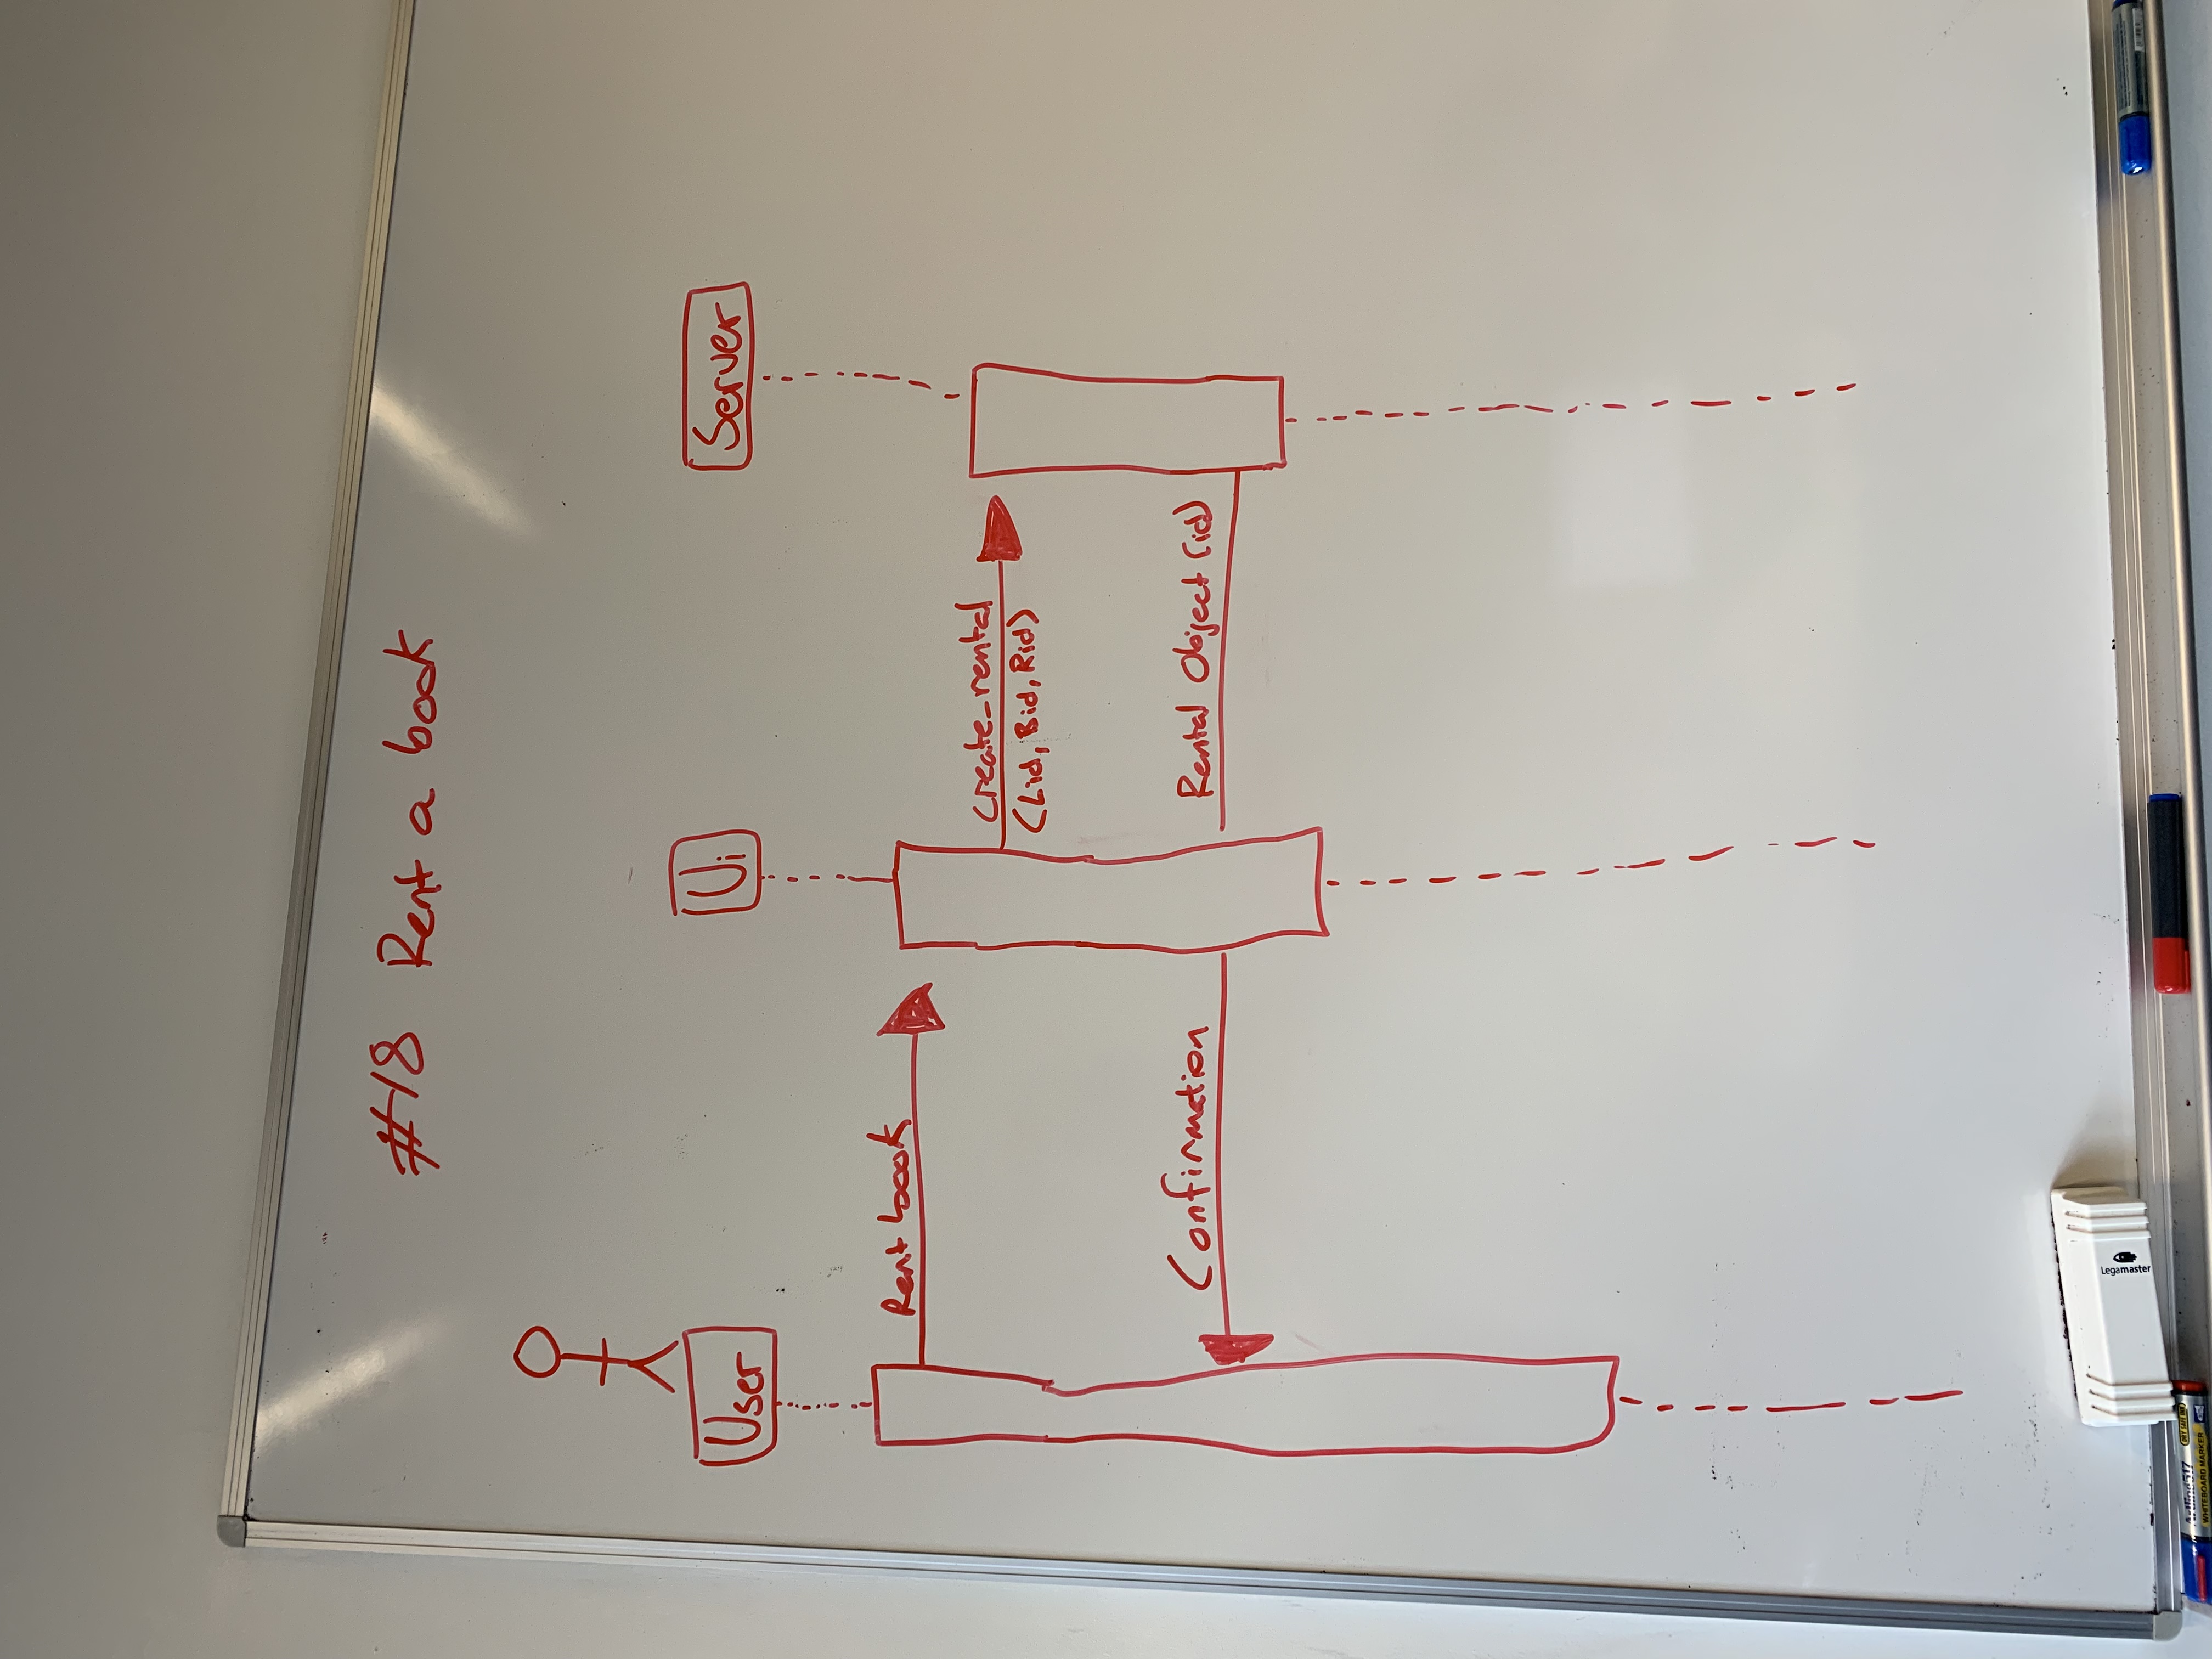 #18 Rent a book
User
Ui
Server
Rent book
create_rental
(Lid, Bid, Rid)
Confirmation
Rental Object (id)
Legamaster
Artline 517
DRY SAFE INK
WHITEBOARD MARKER